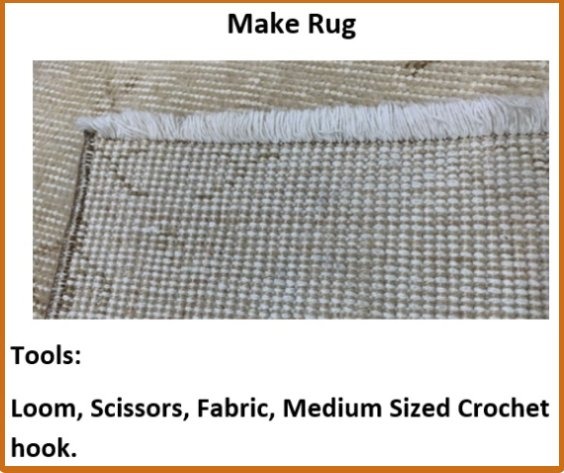 Make Rug
Tools:
Loom, Scissors, Fabric, Medium Sized Crochet
hook.